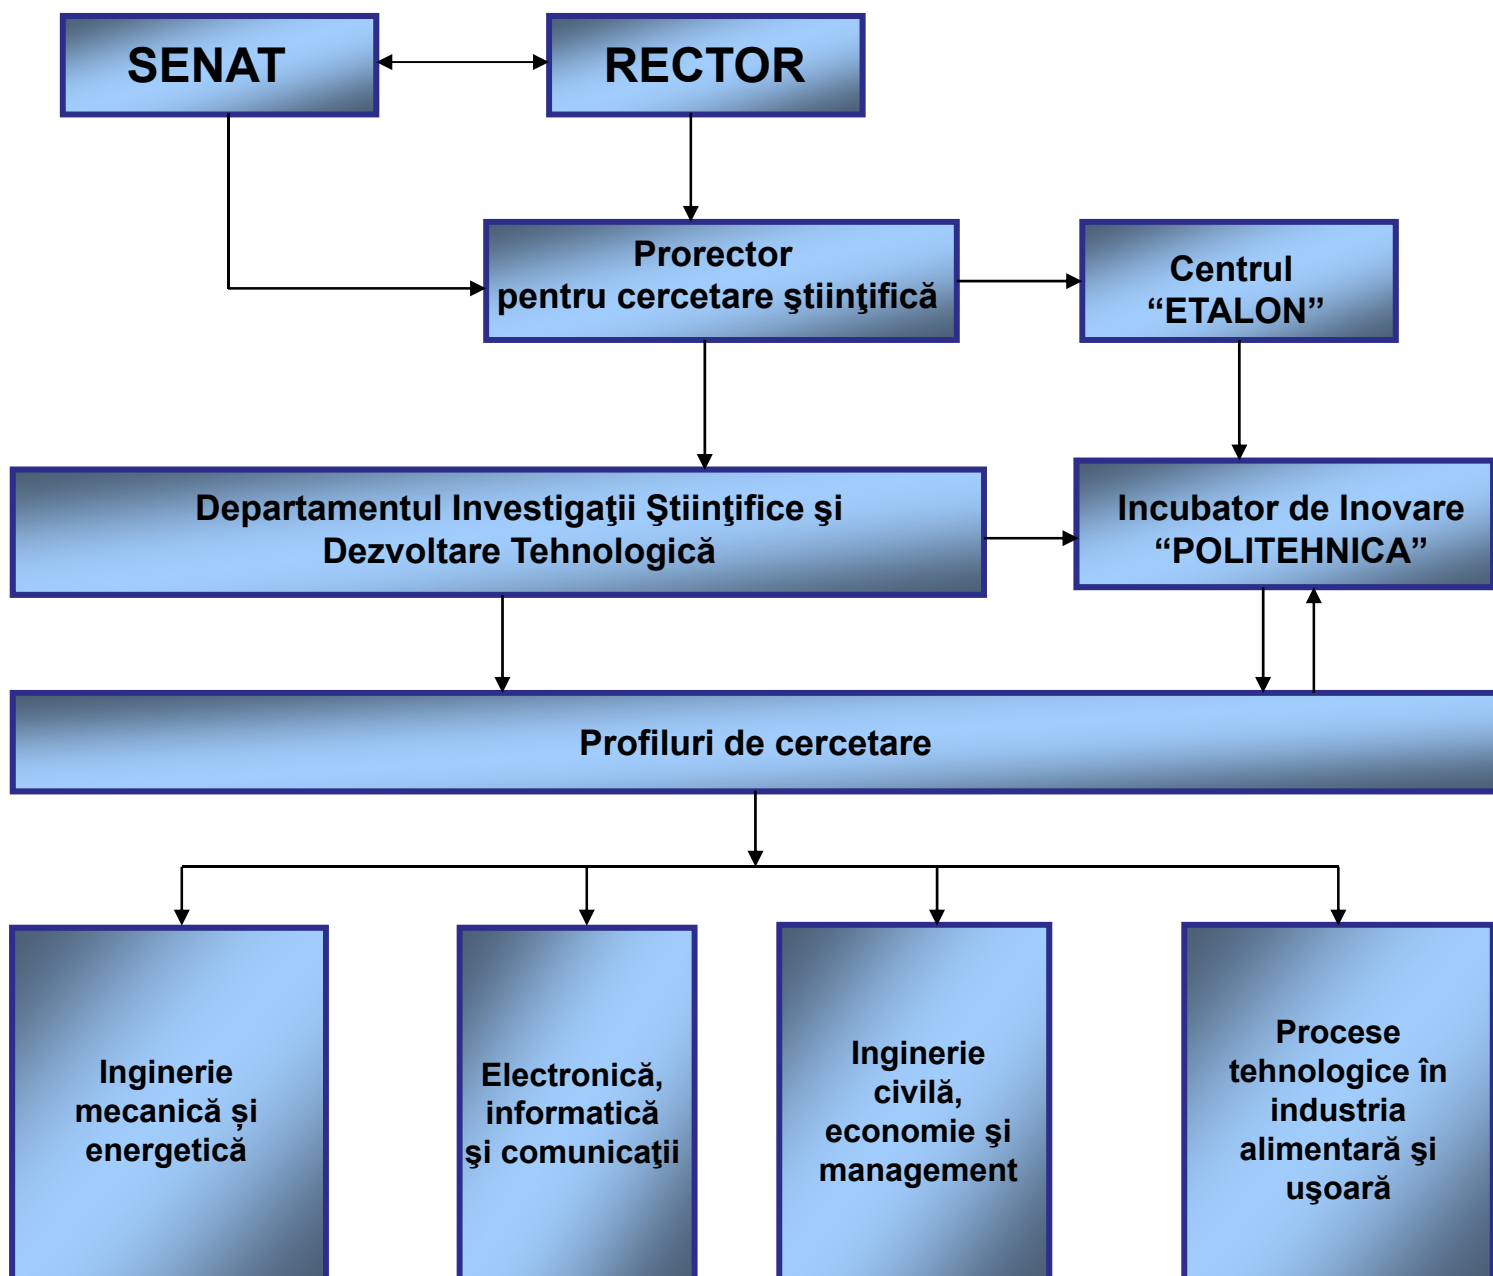 SENAT
RECTOR
Prorector
pentru cercetare ştiinţifică
Centrul
“ETALON”
Departamentul Investigaţii Ştiinţifice şi
Dezvoltare Tehnologică
Incubator de Inovare
“POLITEHNICA”
Profiluri de cercetare
Inginerie
mecanică și
energetică
Electronică,
informatică
şi comunicaţii
Inginerie
civilă,
economie şi
management
Procese
tehnologice în
industria
alimentară şi
uşoară